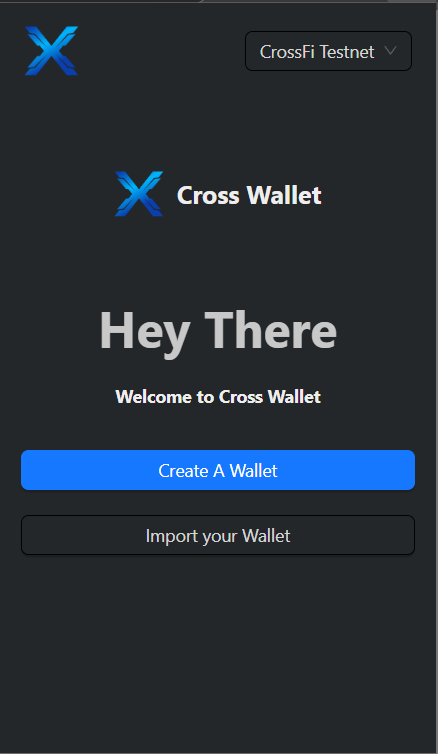 CrossFi Testnet
Cross Wallet
Hey There
Welcome to Cross Wallet
Create A Wallet
Import your Wallet